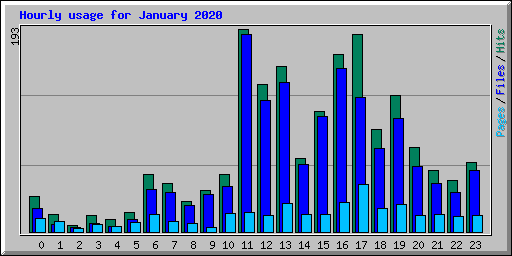 Hourly usage for January 2020
193
Pages/Files/Hits
0 1 2 3 4 5 6 7 8 9 10 11 12 13 14 15 16 17 18 19 20 21 22 23